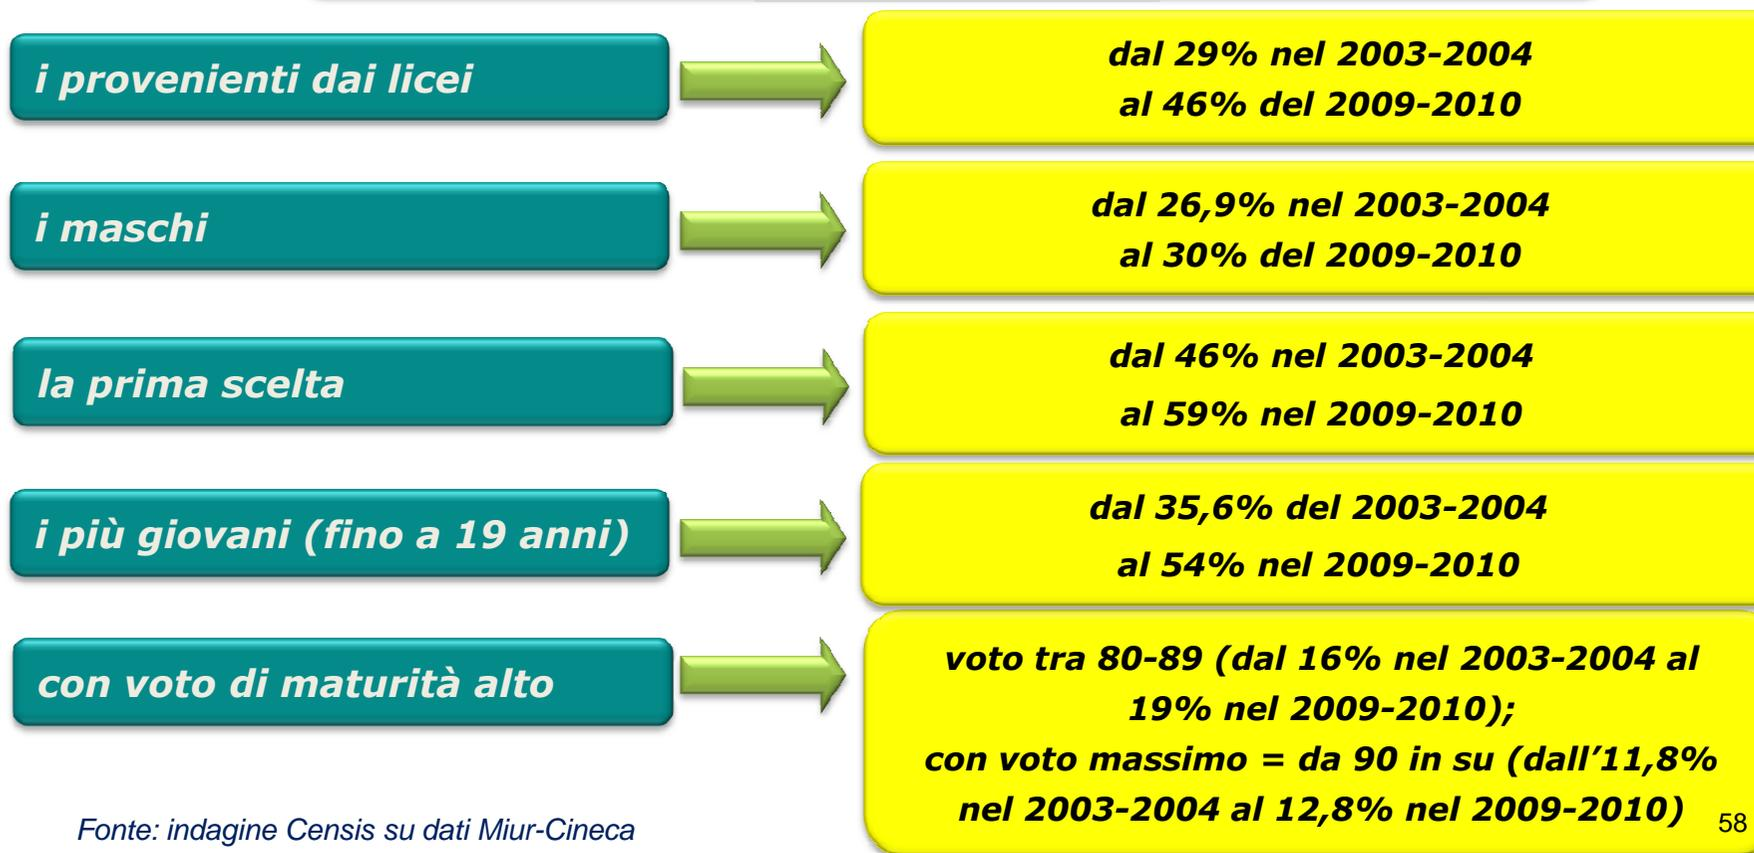 i provenienti dai licei
dal 29% nel 2003-2004
al 46% del 2009-2010
i maschi
dal 26,9% nel 2003-2004
al 30% del 2009-2010
la prima scelta
dal 46% nel 2003-2004
al 59% nel 2009-2010
i più giovani (fino a 19 anni)
dal 35,6% del 2003-2004
al 54% nel 2009-2010
con voto di maturità alto
voto tra 80-89 (dal 16% nel 2003-2004 al
19% nel 2009-2010);
con voto massimo = da 90 in su (dall’11,8%
nel 2003-2004 al 12,8% nel 2009-2010)
Fonte: indagine Censis su dati Miur-Cineca
58